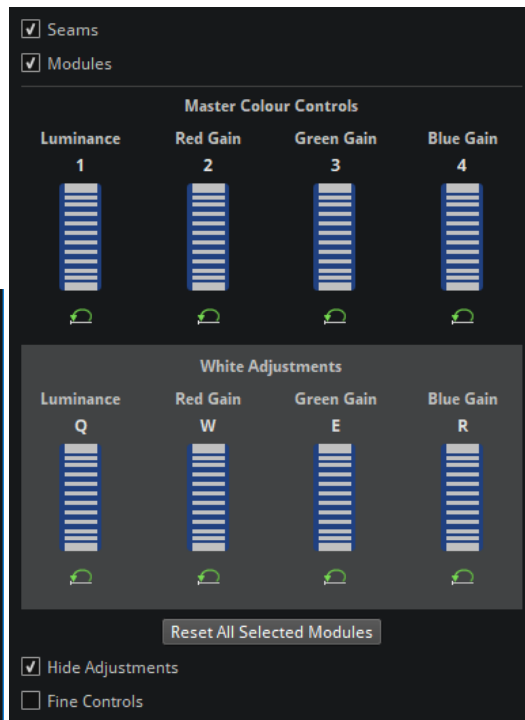 Seams
Modules
Master Colour Controls
Luminance Red Gain Green Gain Blue Gain
1 2 3 4
White Adjustments
Luminance Red Gain Green Gain Blue Gain
Q W E R
Reset All Selected Modules
Hide Adjustments
Fine Controls